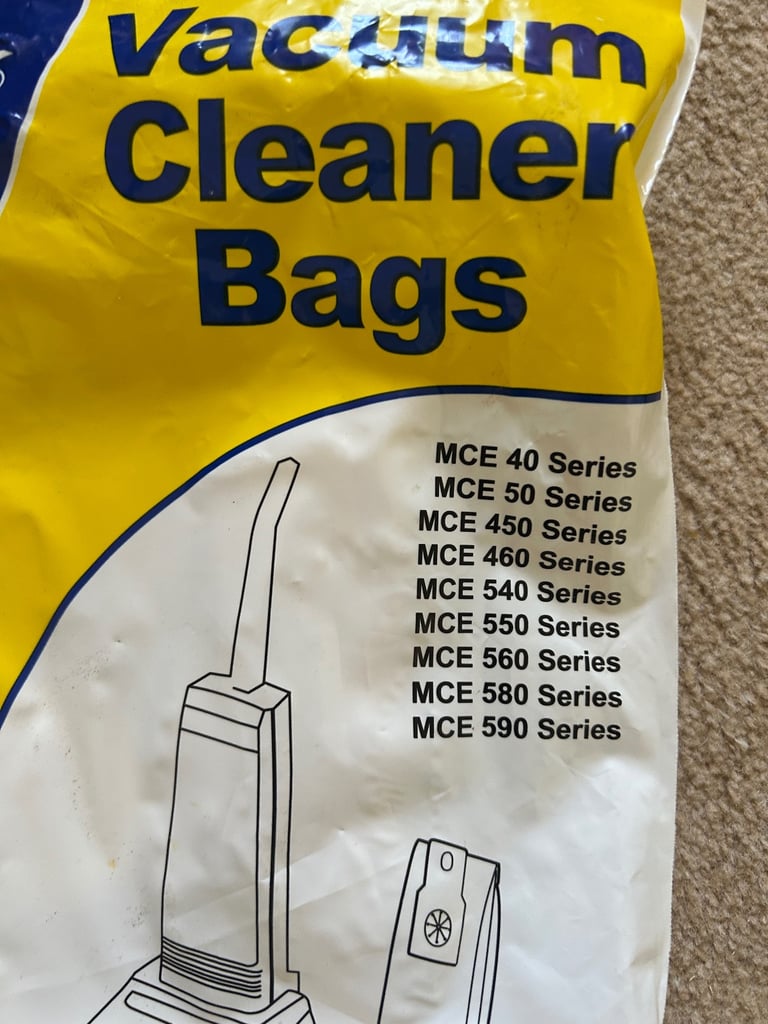 Vacuum
Cleaner
Bags
MCE 40 Series
MCE 50 Series
MCE 450 Series
MCE 460 Series
MCE 540 Series
MCE 550 Series
MCE 560 Series
MCE 580 Series
MCE 590 Series